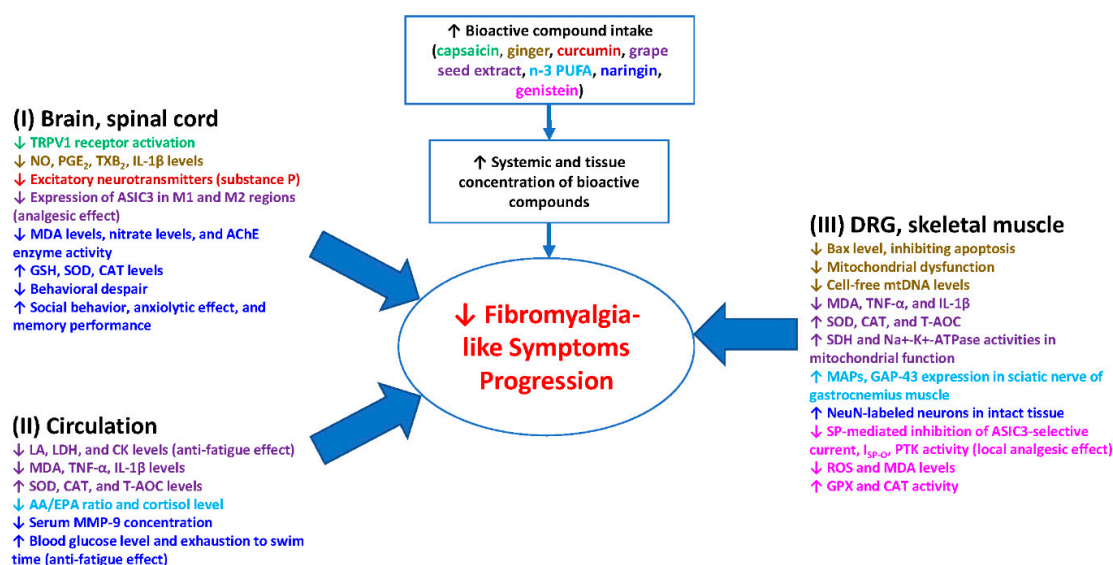 ↑ Bioactive compound intake
(capsaicin, ginger, curcumin, grape
seed extract, n-3 PUFA, naringin,
genistein)
↑ Systemic and tissue
concentration of bioactive
compounds
↓ Fibromyalgia-
like Symptoms
Progression
(I) Brain, spinal cord
↓ TRPV1 receptor activation
↓ NO, PGE₂, TXB₂, IL-1β levels
↓ Excitatory neurotransmitters (substance P)
↓ Expression of ASIC3 in M1 and M2 regions
(analgesic effect)
↓ MDA levels, nitrate levels, and AChE
enzyme activity
↑ GSH, SOD, CAT levels
↓ Behavioral despair
↑ Social behavior, anxiolytic effect, and
memory performance
(II) Circulation
↓ LA, LDH, and CK levels (anti-fatigue effect)
↓ MDA, TNF-α, IL-1β levels
↑ SOD, CAT, and T-AOC levels
↓ AA/EPA ratio and cortisol level
↓ Serum MMP-9 concentration
↑ Blood glucose level and exhaustion to swim
time (anti-fatigue effect)
(III) DRG, skeletal muscle
↓ Bax level, inhibiting apoptosis
↓ Mitochondrial dysfunction
↓ Cell-free mtDNA levels
↓ MDA, TNF-α, and IL-1β
↑ SOD, CAT, and T-AOC
↑ SDH and Na+-K+-ATPase activities in
mitochondrial function
↑ MAPs, GAP-43 expression in sciatic nerve of
gastrocnemius muscle
↑ NeuN-labeled neurons in intact tissue
↓ SP-mediated inhibition of ASIC3-selective
current, I_SP-O, PTK activity (local analgesic effect)
↓ ROS and MDA levels
↑ GPX and CAT activity